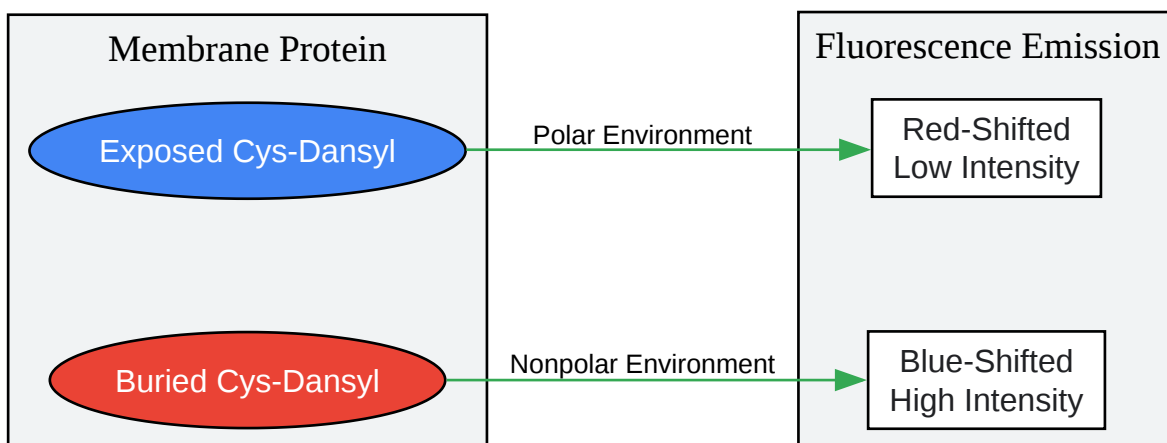 Membrane Protein
Fluorescence Emission
Exposed Cys-Dansyl
Polar Environment
Red-Shifted
Low Intensity
Buried Cys-Dansyl
Nonpolar Environment
Blue-Shifted
High Intensity